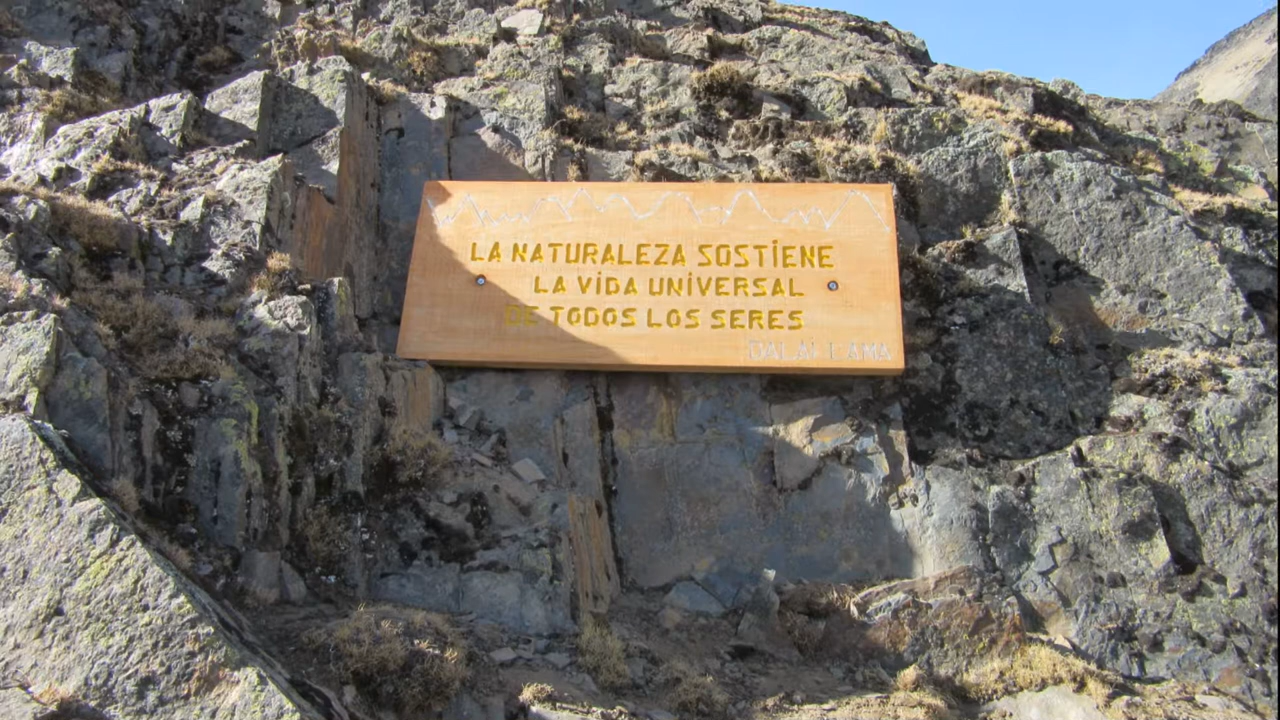 LA NATURALEZA SOSTiENE
LA ViDA UNiVERSAL
DE TODOS LOS SERES
DALAi LAMA